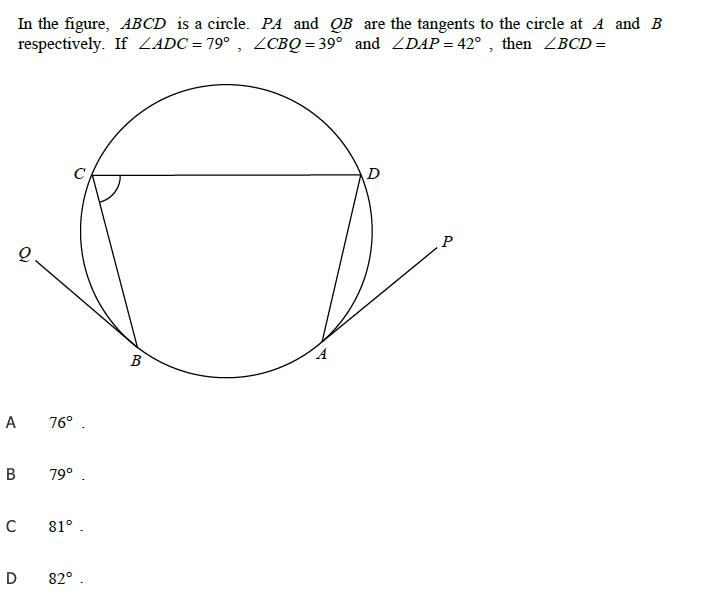 In the figure, ABCD is a circle. PA and QB are the tangents to the circle at A and B
respectively. If ∠ADC = 79° , ∠CBQ = 39° and ∠DAP = 42° , then ∠BCD =
C
D
Q
P
B
A
A 76° .
B 79° .
C 81° .
D 82° .